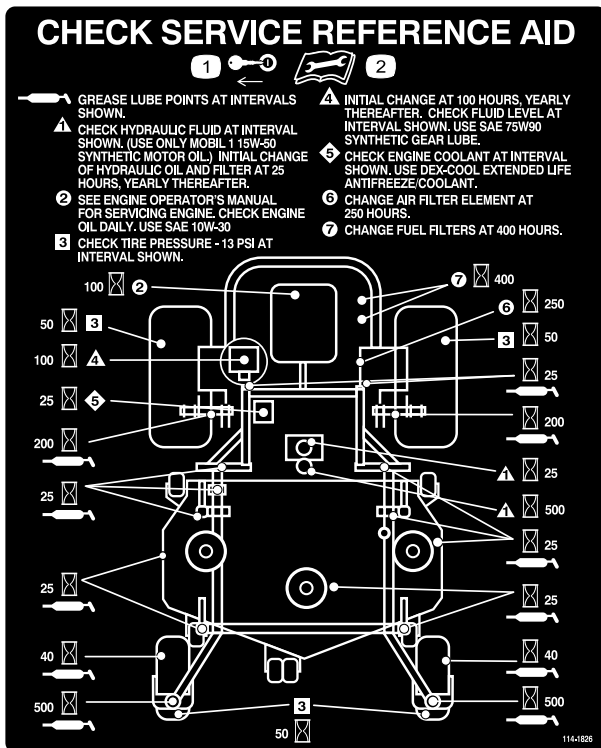 CHECK SERVICE REFERENCE AID
1
2
GREASE LUBE POINTS AT INTERVALS
SHOWN.
1 CHECK HYDRAULIC FLUID AT INTERVAL
SHOWN. (USE ONLY MOBIL 1 15W-50
SYNTHETIC MOTOR OIL.) INITIAL CHANGE
OF HYDRAULIC OIL AND FILTER AT 25
HOURS, YEARLY THEREAFTER.
2 SEE ENGINE OPERATOR'S MANUAL
FOR SERVICING ENGINE. CHECK ENGINE
OIL DAILY. USE SAE 10W-30
3 CHECK TIRE PRESSURE - 13 PSI AT
INTERVAL SHOWN.
4 INITIAL CHANGE AT 100 HOURS, YEARLY
THEREAFTER. CHECK FLUID LEVEL AT
INTERVAL SHOWN. USE SAE 75W90
SYNTHETIC GEAR LUBE.
5 CHECK ENGINE COOLANT AT INTERVAL
SHOWN. USE DEX-COOL EXTENDED LIFE
ANTIFREEZE/COOLANT.
6 CHANGE AIR FILTER ELEMENT AT
250 HOURS.
7 CHANGE FUEL FILTERS AT 400 HOURS.
100 2
7 400
50 3
6 250
3 50
100 4
25
25 5
200
200
1 25
25
1 500
25
25
25
40
40
500
500
3
50
114-1826